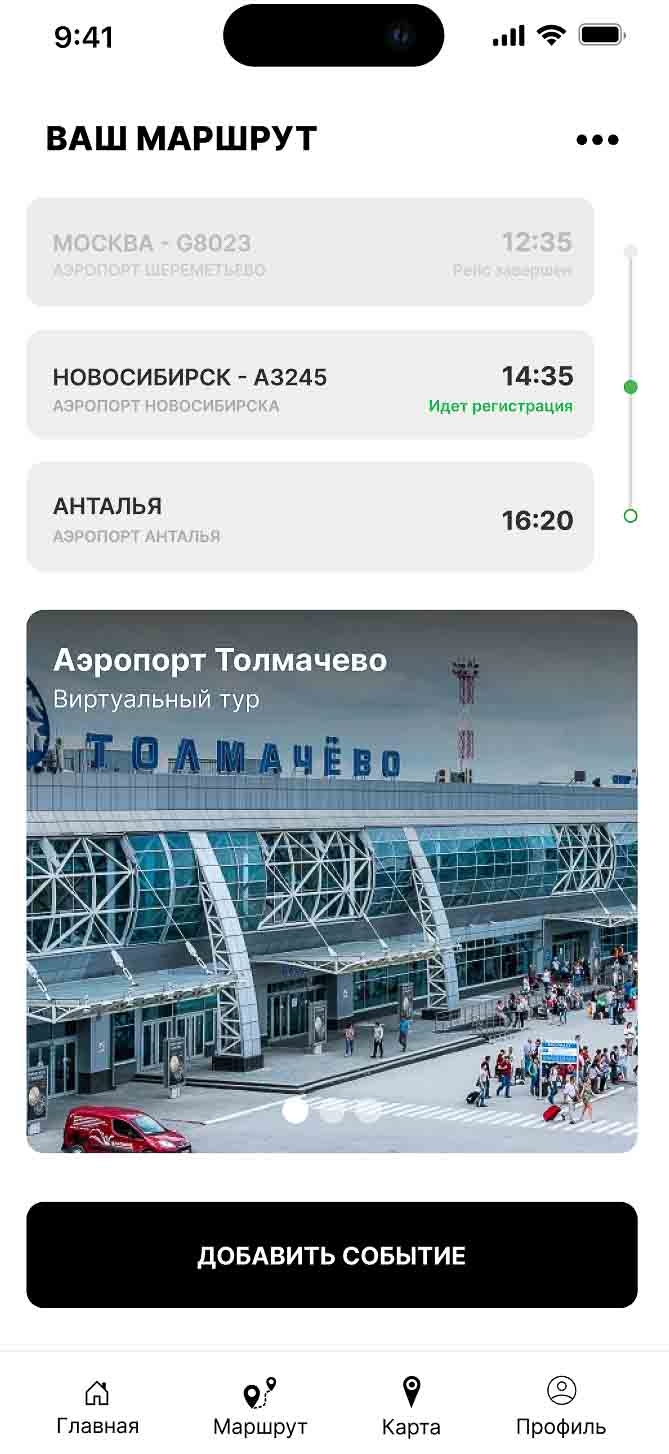 9:41
ВАШ МАРШРУТ
МОСКВА - G8023
12:35
АЭРОПОРТ ШЕРЕМЕТЬЕВО
Рейс завершен
НОВОСИБИРСК - A3245
14:35
АЭРОПОРТ НОВОСИБИРСКА
Идет регистрация
АНТАЛЬЯ
16:20
АЭРОПОРТ АНТАЛЬЯ
Аэропорт Толмачево
Виртуальный тур
ТОЛМАЧЁВО
ДОБАВИТЬ СОБЫТИЕ
Главная
Маршрут
Карта
Профиль